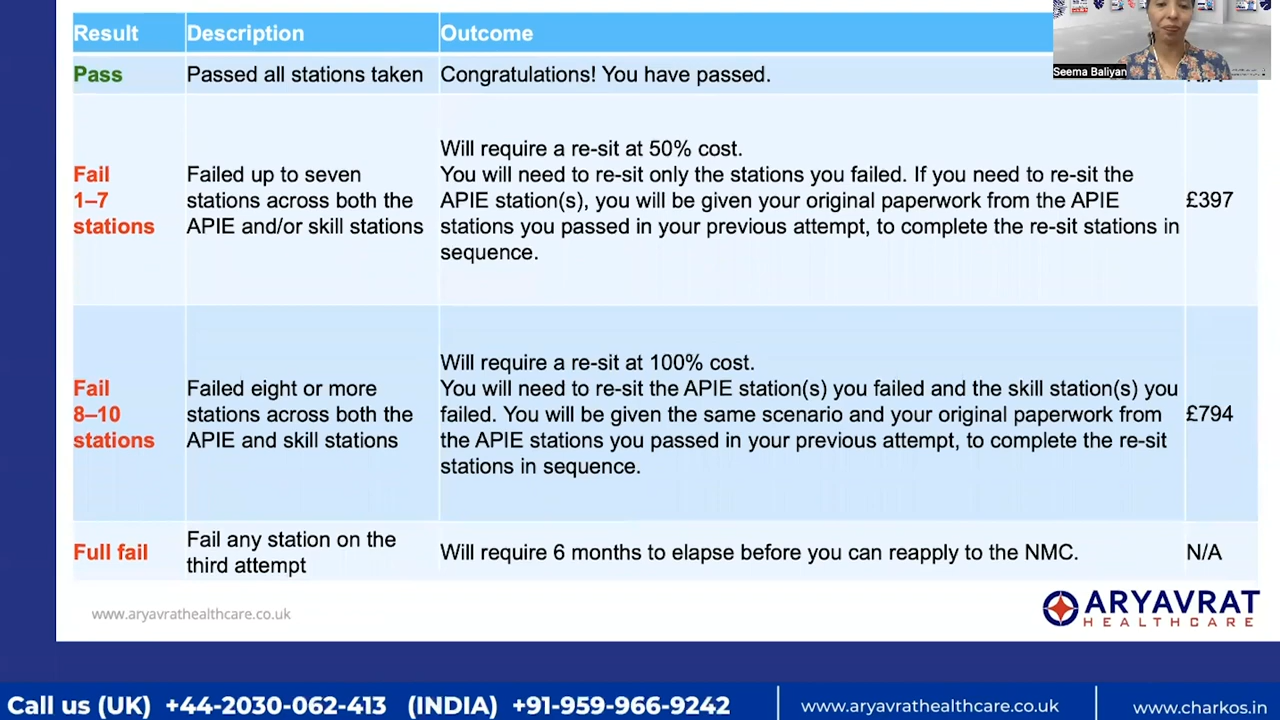 Result
Description
Outcome
Seema Baliyan
Pass
Passed all stations taken
Congratulations! You have passed.
Fail
1–7
stations
Failed up to seven
stations across both the
APIE and/or skill stations
Will require a re-sit at 50% cost.
You will need to re-sit only the stations you failed. If you need to re-sit the
APIE station(s), you will be given your original paperwork from the APIE
stations you passed in your previous attempt, to complete the re-sit stations in
sequence.
£397
Fail
8–10
stations
Failed eight or more
stations across both the
APIE and skill stations
Will require a re-sit at 100% cost.
You will need to re-sit the APIE station(s) you failed and the skill station(s) you
failed. You will be given the same scenario and your original paperwork from
the APIE stations you passed in your previous attempt, to complete the re-sit
stations in sequence.
£794
Full fail
Fail any station on the
third attempt
Will require 6 months to elapse before you can reapply to the NMC.
N/A
www.aryavrathealthcare.co.uk
ARYAVRAT
HEALTHCARE
Call us (UK) +44-2030-062-413 (INDIA) +91-959-966-9242
www.aryavrathealthcare.co.uk
www.charkos.in